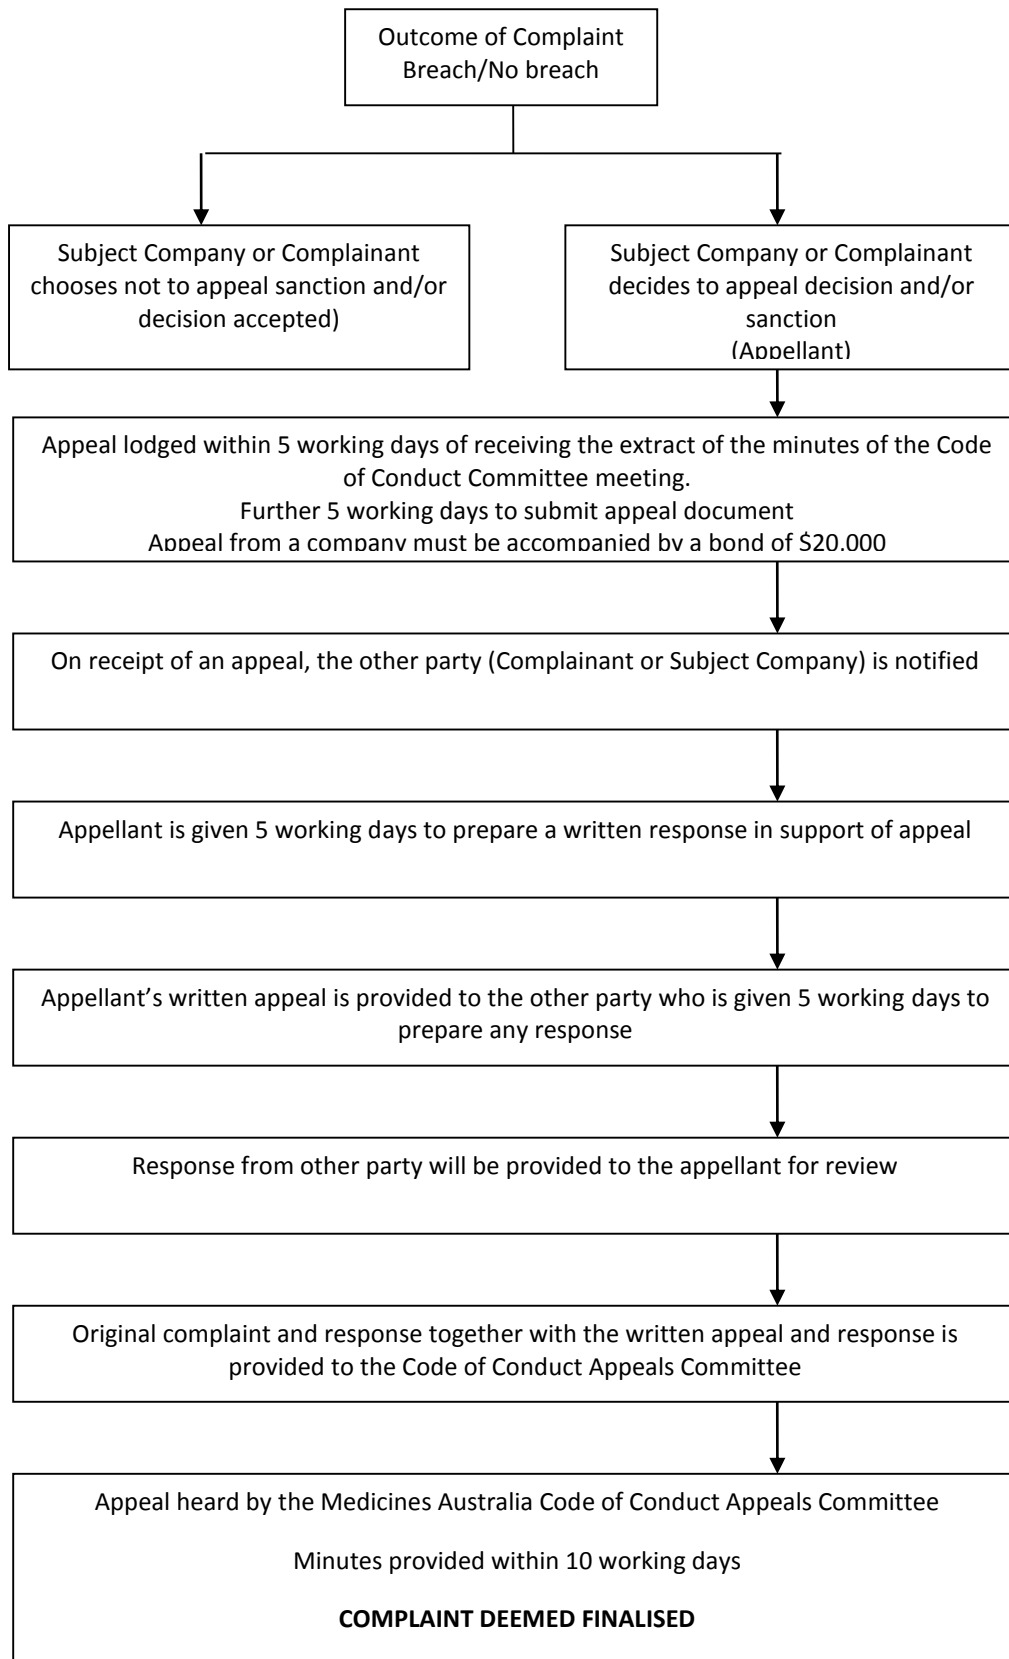 Outcome of Complaint
Breach/No breach
Subject Company or Complainant
chooses not to appeal sanction and/or
decision accepted)
Subject Company or Complainant
decides to appeal decision and/or
sanction
(Appellant)
Appeal lodged within 5 working days of receiving the extract of the minutes of the Code
of Conduct Committee meeting.
Further 5 working days to submit appeal document
Appeal from a company must be accompanied by a bond of $20,000
On receipt of an appeal, the other party (Complainant or Subject Company) is notified
Appellant is given 5 working days to prepare a written response in support of appeal
Appellant’s written appeal is provided to the other party who is given 5 working days to
prepare any response
Response from other party will be provided to the appellant for review
Original complaint and response together with the written appeal and response is
provided to the Code of Conduct Appeals Committee
Appeal heard by the Medicines Australia Code of Conduct Appeals Committee
Minutes provided within 10 working days
COMPLAINT DEEMED FINALISED